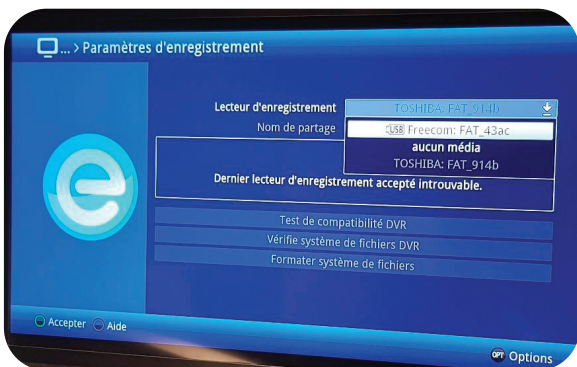 ... > Paramètres d'enregistrement
Lecteur d'enregistrement TOSHIBA: FAT_914b
Nom de partage USB Freecom: FAT_43ac
aucun média
TOSHIBA: FAT_914b
Dernier lecteur d'enregistrement accepté introuvable.
Test de compatibilité DVR
Vérifie système de fichiers DVR
Formater système de fichiers
Accepter Aide
OPT Options